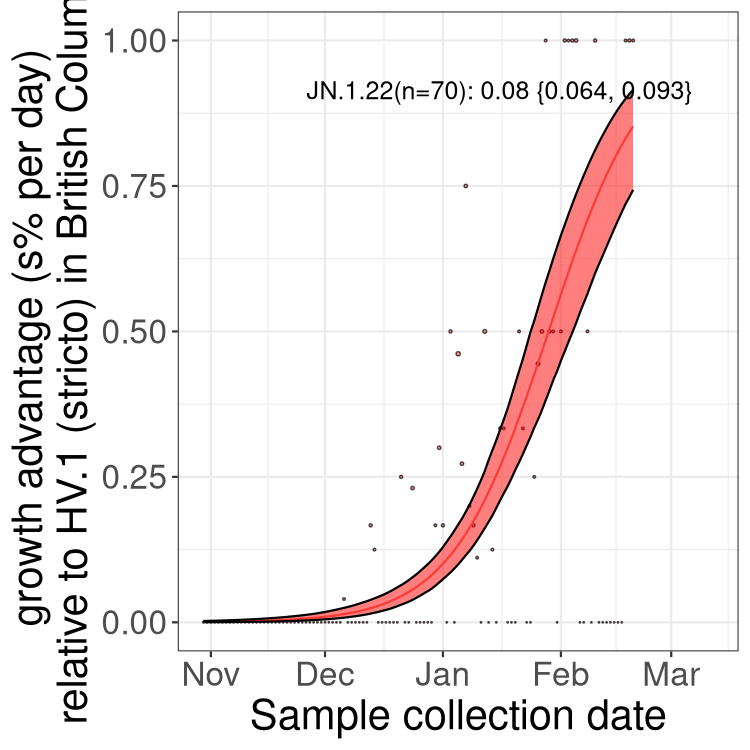 growth advantage (s% per day)
relative to HV.1 (stricto) in British Colum
1.00
0.75
0.50
0.25
0.00
JN.1.22(n=70): 0.08 {0.064, 0.093}
Nov Dec Jan Feb Mar
Sample collection date